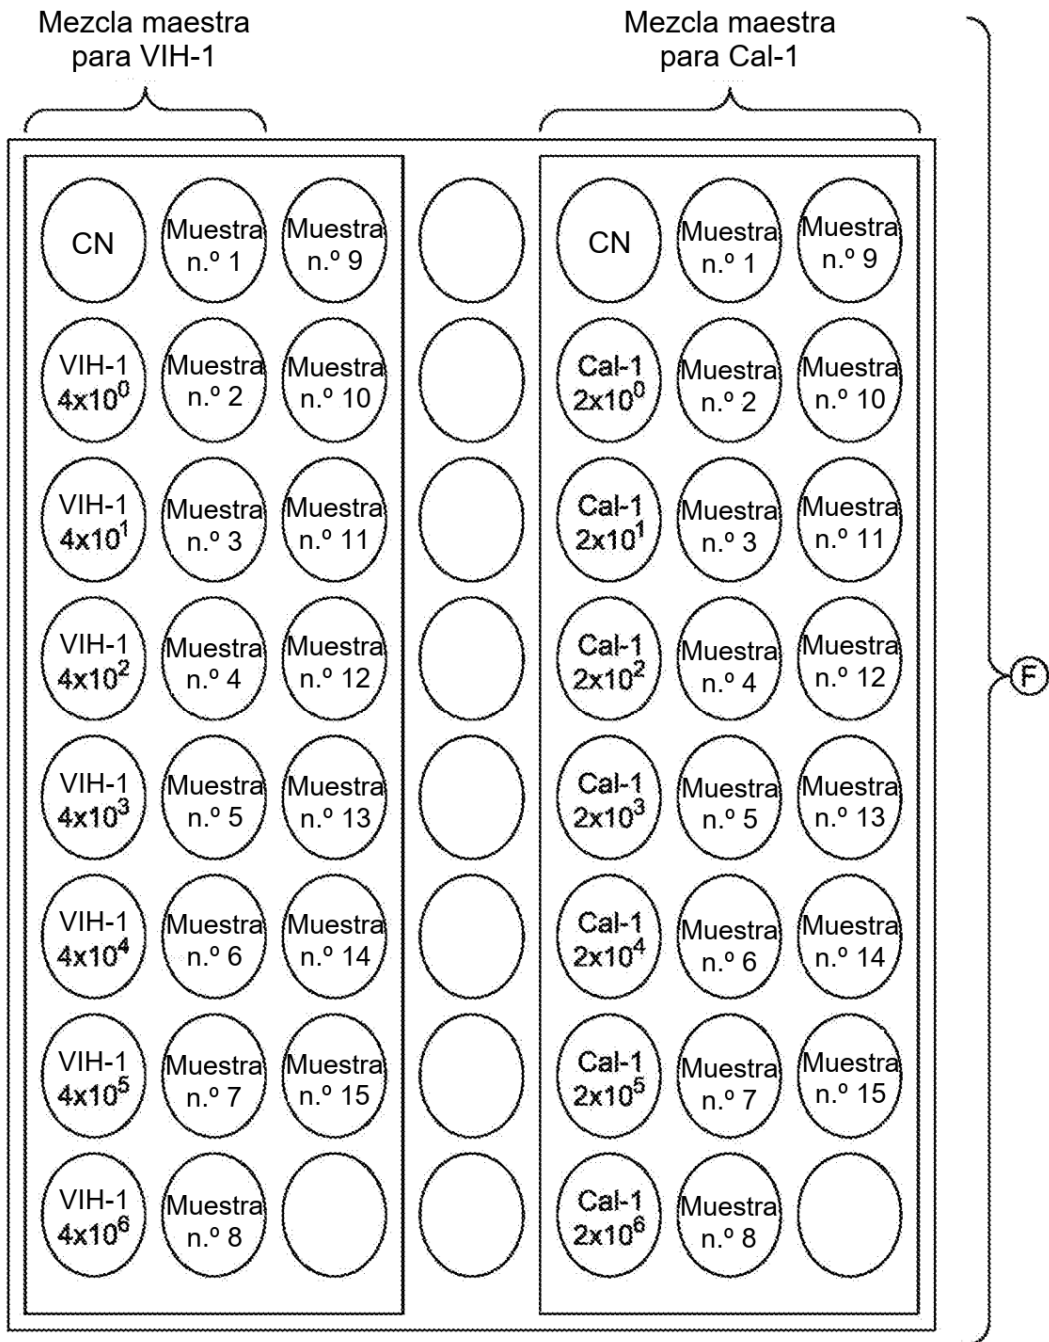 Mezcla maestra
para VIH-1
Mezcla maestra
para Cal-1
CN
Muestra
n.º 1
Muestra
n.º 9
CN
Muestra
n.º 1
Muestra
n.º 9
VIH-1
4x10⁰
Muestra
n.º 2
Muestra
n.º 10
Cal-1
2x10⁰
Muestra
n.º 2
Muestra
n.º 10
VIH-1
4x10¹
Muestra
n.º 3
Muestra
n.º 11
Cal-1
2x10¹
Muestra
n.º 3
Muestra
n.º 11
VIH-1
4x10²
Muestra
n.º 4
Muestra
n.º 12
Cal-1
2x10²
Muestra
n.º 4
Muestra
n.º 12
F
VIH-1
4x10³
Muestra
n.º 5
Muestra
n.º 13
Cal-1
2x10³
Muestra
n.º 5
Muestra
n.º 13
VIH-1
4x10⁴
Muestra
n.º 6
Muestra
n.º 14
Cal-1
2x10⁴
Muestra
n.º 6
Muestra
n.º 14
VIH-1
4x10⁵
Muestra
n.º 7
Muestra
n.º 15
Cal-1
2x10⁵
Muestra
n.º 7
Muestra
n.º 15
VIH-1
4x10⁶
Muestra
n.º 8
Cal-1
2x10⁶
Muestra
n.º 8